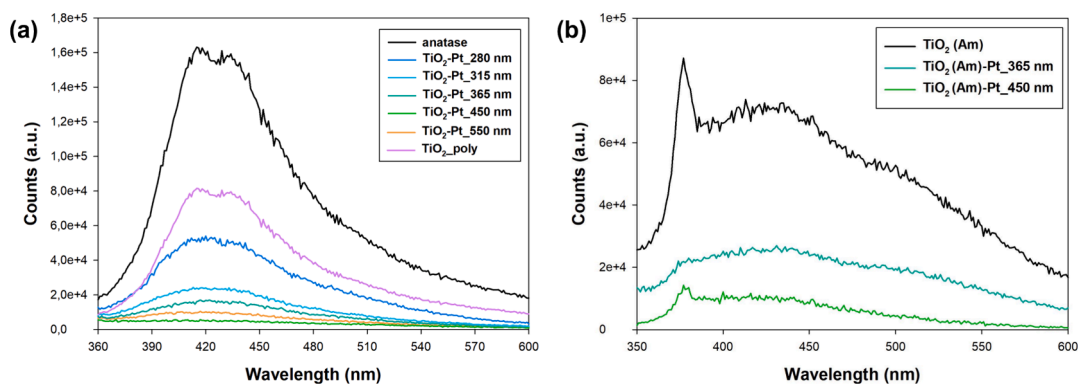 (a)
Counts (a.u.)
1,8e+5
1,6e+5
1,4e+5
1,2e+5
1,0e+5
8,0e+4
6,0e+4
4,0e+4
2,0e+4
0,0
360 390 420 450 480 510 540 570 600
Wavelength (nm)
anatase
TiO₂-Pt_280 nm
TiO₂-Pt_315 nm
TiO₂-Pt_365 nm
TiO₂-Pt_450 nm
TiO₂-Pt_550 nm
TiO₂_poly
(b)
Counts (a.u.)
1e+5
8e+4
6e+4
4e+4
2e+4
0
350 400 450 500 550 600
Wavelength (nm)
TiO₂ (Am)
TiO₂ (Am)-Pt_365 nm
TiO₂ (Am)-Pt_450 nm